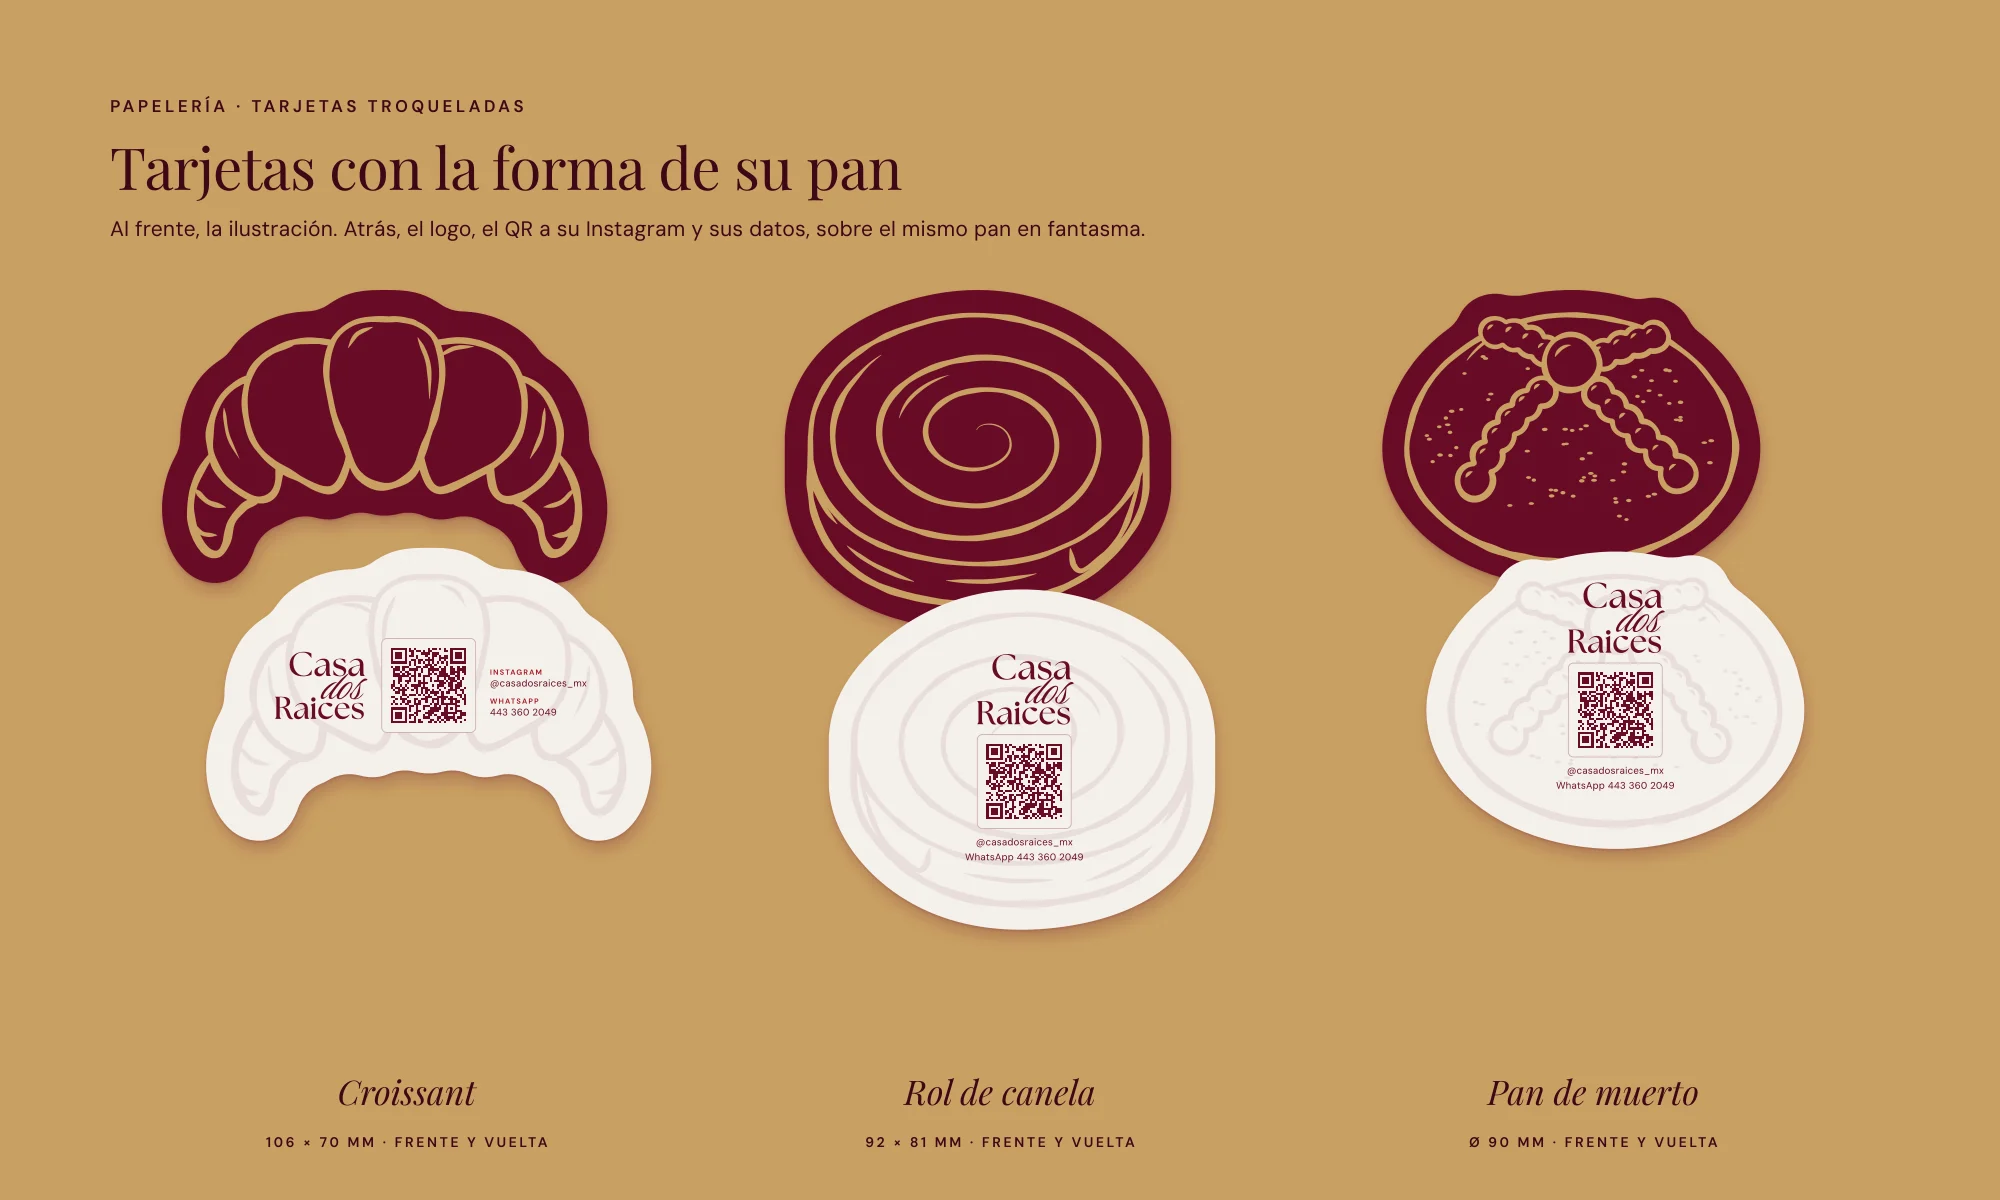 PAPELERÍA · TARJETAS TROQUELADAS
Tarjetas con la forma de su pan
Al frente, la ilustración. Atrás, el logo, el QR a su Instagram y sus datos, sobre el mismo pan en fantasma.
Casa
dos
Raices
INSTAGRAM
@casadosraices_mx
WHATSAPP
443 360 2049
Casa
dos
Raices
@casadosraices_mx
WhatsApp 443 360 2049
Casa
dos
Raices
@casadosraices_mx
WhatsApp 443 360 2049
Croissant
106 × 70 MM · FRENTE Y VUELTA
Rol de canela
92 × 81 MM · FRENTE Y VUELTA
Pan de muerto
Ø 90 MM · FRENTE Y VUELTA